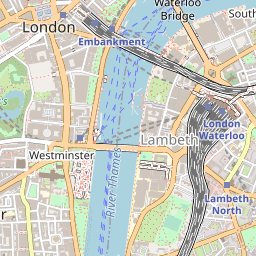 Waterloo
Bridge
South
London
Embankment
London
Waterloo
Lambeth
Westminster
River Thames
Lambeth
North
r